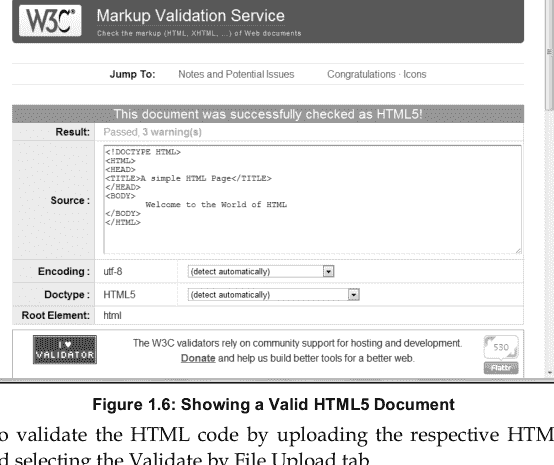 W3C® Markup Validation Service
Check the markup (HTML, XHTML, ...) of Web documents
Jump To: Notes and Potential Issues Congratulations · Icons
This document was successfully checked as HTML5!
Result: Passed, 3 warning(s)
Source :
<!DOCTYPE HTML>
<HTML>
<HEAD>
<TITLE>A simple HTML Page</TITLE>
</HEAD>
<BODY>
Welcome to the World of HTML
</BODY>
</HTML>
Encoding : utf-8 (detect automatically)
Doctype : HTML5 (detect automatically)
Root Element: html
I ♥
VALIDATOR
The W3C validators rely on community support for hosting and development.
Donate and help us build better tools for a better web.
530
Flattr
Figure 1.6: Showing a Valid HTML5 Document
o validate the HTML code by uploading the respective HTM
d selecting the Validate by File Upload tab